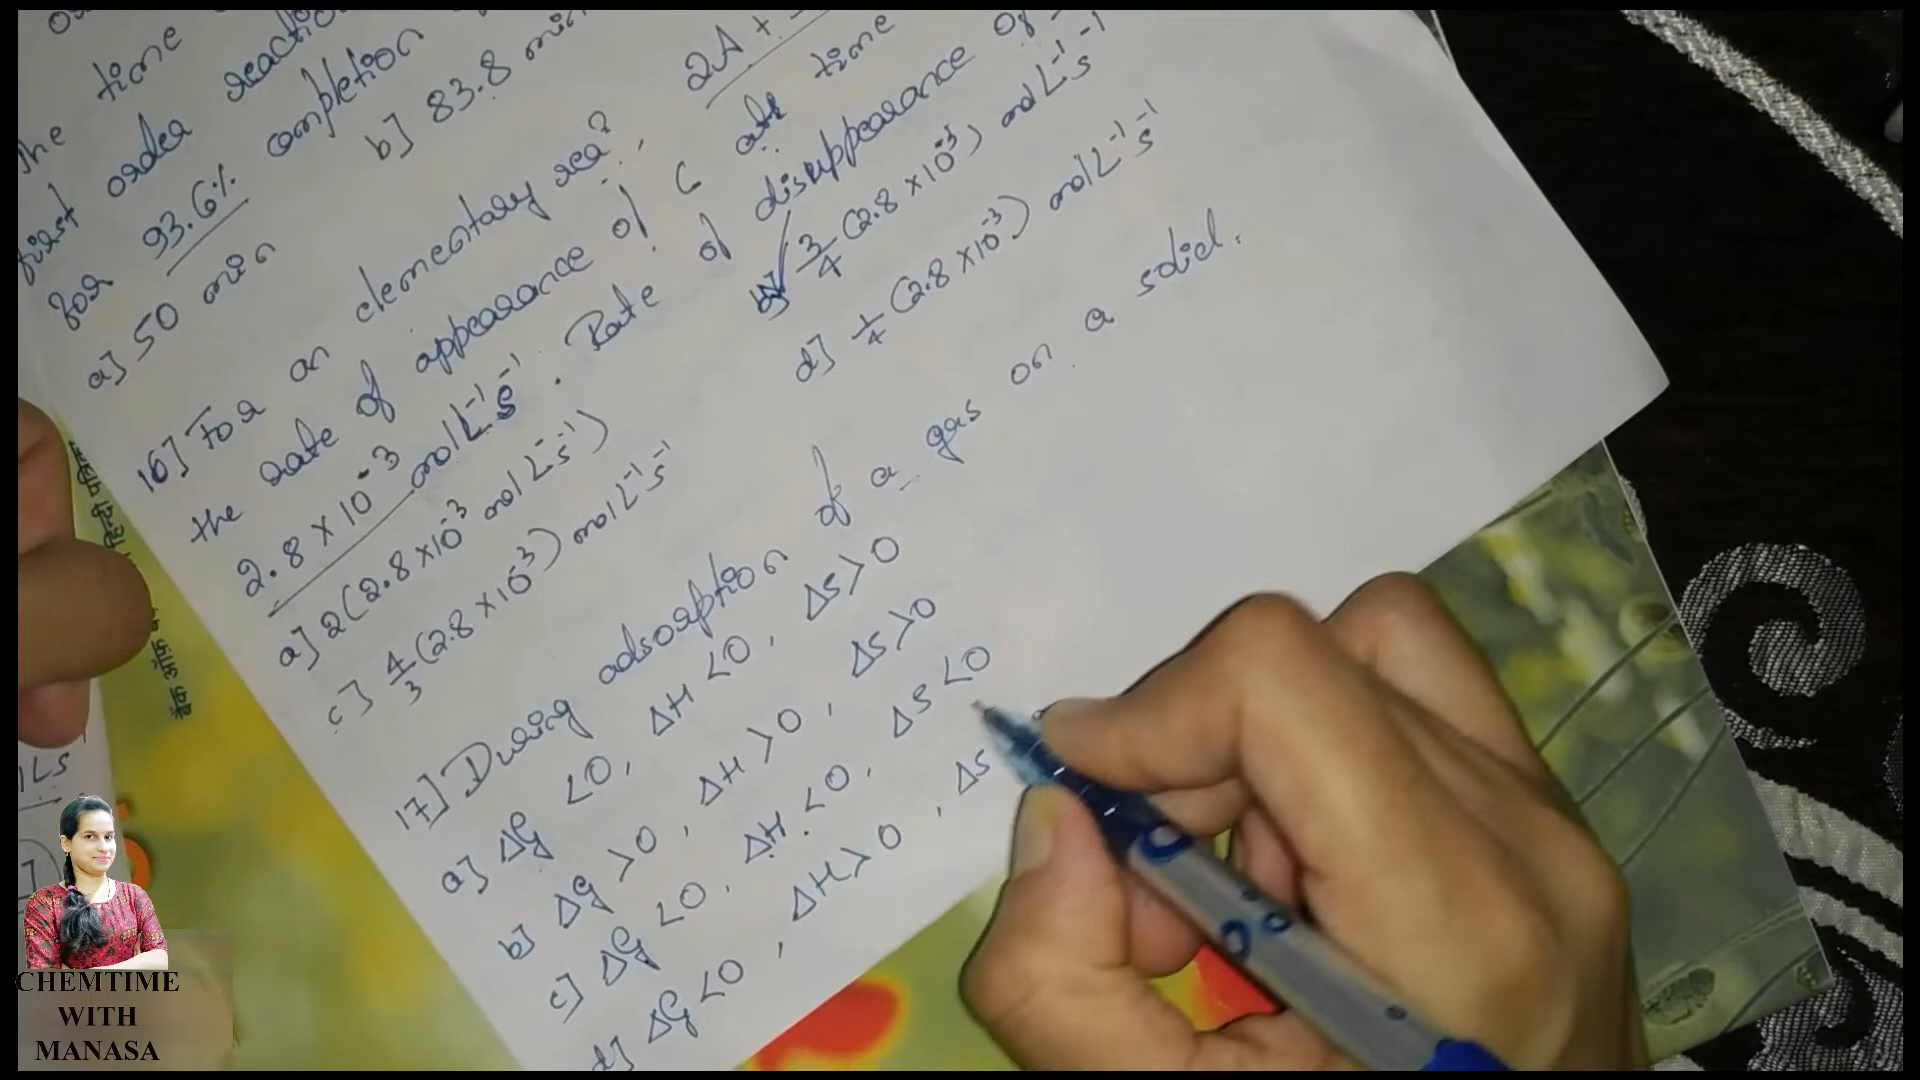 The time
first order reaction
for 93.6% completion
a] 50 min b] 83.8 min
16] For an elementary rea?, 2A +
the rate of appearance of C at time
2.8 × 10⁻³ mol L⁻¹ S⁻¹. Rate of disappearance of
a] 2(2.8 × 10⁻³ mol L⁻ S⁻¹) b] 3/4 (2.8 × 10⁻³) mol L⁻¹ S⁻¹
c] 4/3 (2.8 × 10⁻³) mol L⁻¹ S⁻¹ d] 1/4 (2.8 × 10⁻³) mol L⁻¹ S⁻¹
17] During adsorption of a gas on a solid.
a] ΔG <0, ΔH <0, ΔS >0
b] ΔG >0, ΔH >0, ΔS >0
c] ΔG <0, ΔH <0, ΔS <0
d] ΔG <0, ΔH >0, ΔS
CHEMTIME
WITH
MANASA